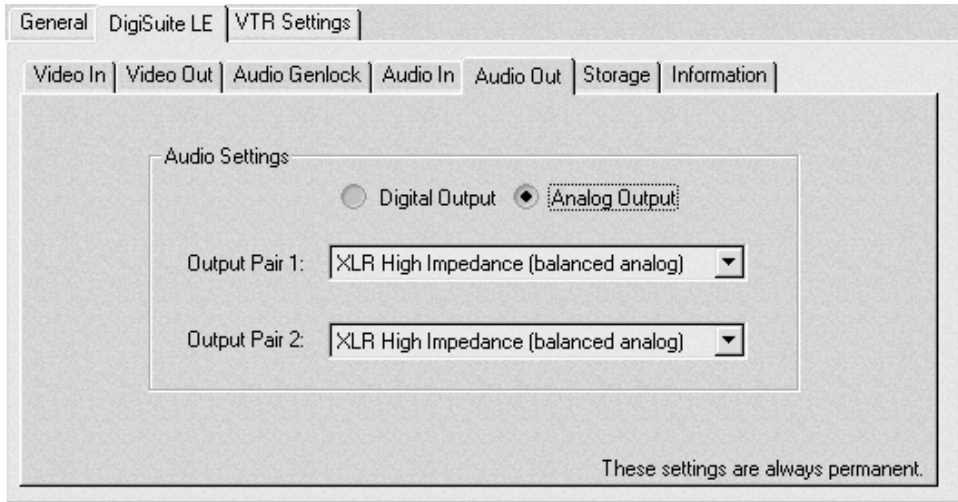 General DigiSuite LE VTR Settings
Video In Video Out Audio Genlock Audio In Audio Out Storage Information
Audio Settings
Digital Output Analog Output
Output Pair 1: XLR High Impedance (balanced analog)
Output Pair 2: XLR High Impedance (balanced analog)
These settings are always permanent.